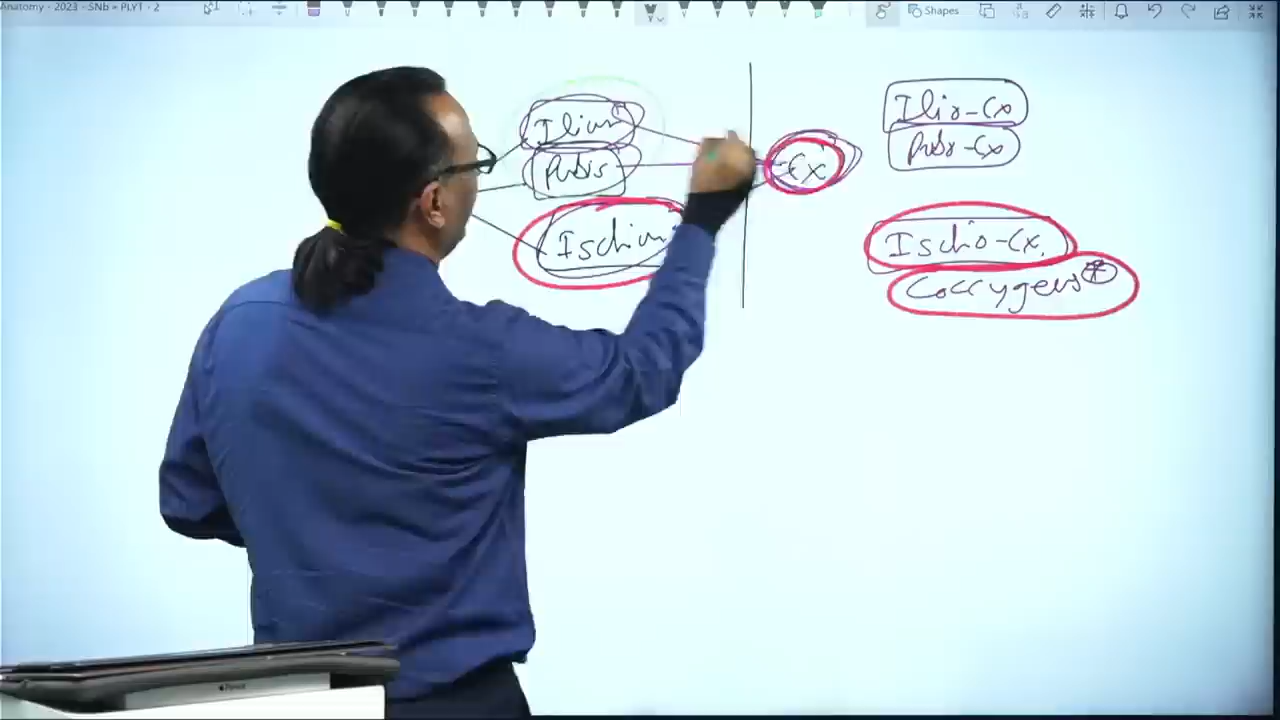 Anatomy - 2023 - SNb » PLYT - 2
Shapes
Ilium
Pubis
Ischium
Cx
Ilio-Cx
Pubo-Cx
Ischio-Cx.
Coccygeus*